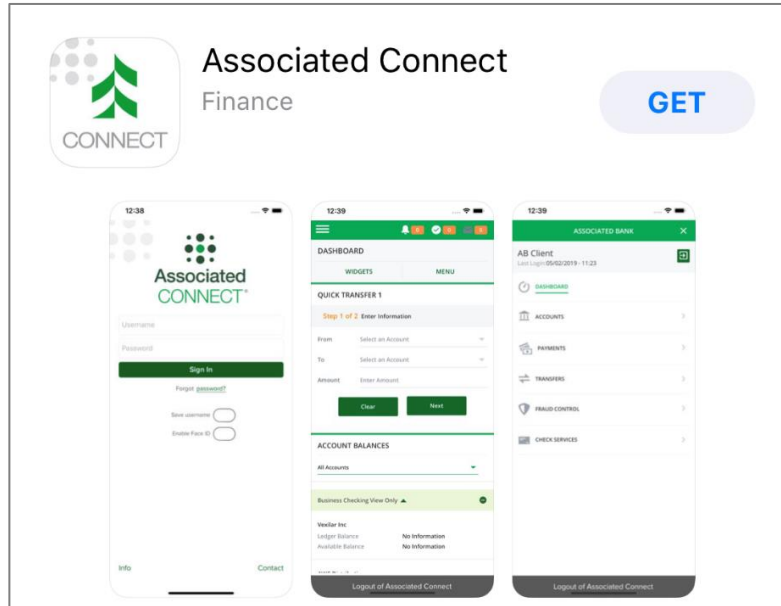 Associated Connect
Finance
GET
CONNECT
12:38
Associated
CONNECT®
Username
Password
Sign In
Forgot password?
Save username
Enable Face ID
Info
Contact
12:39
DASHBOARD
WIDGETS
MENU
QUICK TRANSFER 1
Step 1 of 2 Enter Information
From Select an Account
To Select an Account
Amount Enter Amount
Clear
Next
ACCOUNT BALANCES
All Accounts
Business Checking View Only
Vexilar Inc
Ledger Balance No Information
Available Balance No Information
Logout of Associated Connect
12:39
ASSOCIATED BANK
AB Client
Last Login 05/02/2019 - 11:23
DASHBOARD
ACCOUNTS
PAYMENTS
TRANSFERS
FRAUD CONTROL
CHECK SERVICES
Logout of Associated Connect